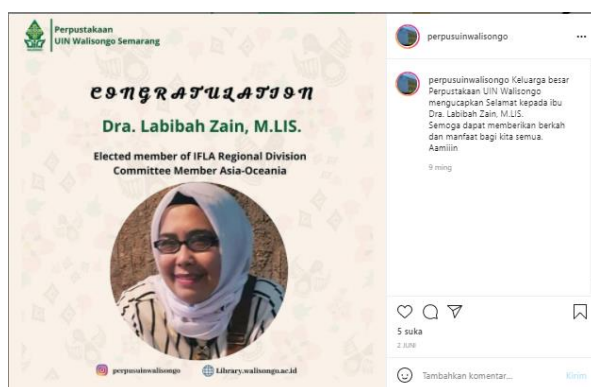 Perpustakaan
UIN Walisongo Semarang
CONGRATULATION
Dra. Labibah Zain, M.LIS.
Elected member of IFLA Regional Division
Committee Member Asia-Oceania
perpusuinwalisongo
Library.walisongo.ac.id
perpusuinwalisongo
perpusuinwalisongo Keluarga besar
Perpustakaan UIN Walisongo
mengucapkan Selamat kepada ibu
Dra. Labibah Zain, M.LIS.
Semoga dapat memberikan berkah
dan manfaat bagi kita semua.
Aamiiin
9 ming
5 suka
2 JUNI
Tambahkan komentar...
Kirim